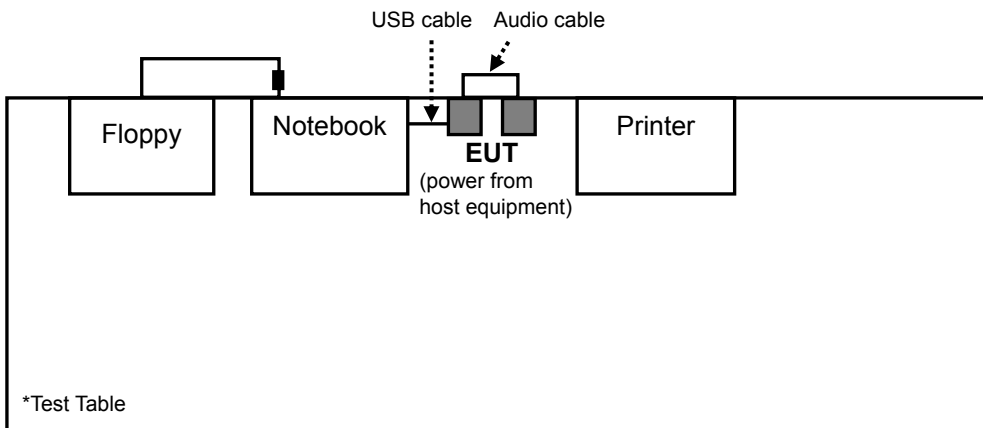 USB cable
Audio cable
Floppy
Notebook
Printer
EUT
(power from
host equipment)
*Test Table